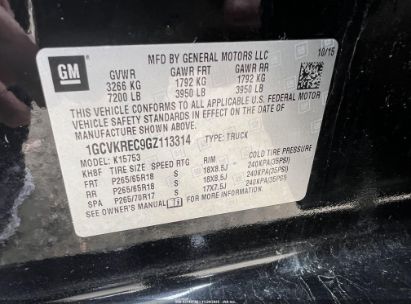 MFD BY GENERAL MOTORS LLC 10/15
GM GVWR GAWR FRT GAWR RR
3266 KG 1792 KG 1792 KG
7200 LB 3950 LB 3950 LB
THIS VEHICLE CONFORMS TO ALL APPLICABLE U.S. FEDERAL MOTOR
VEHICLE SAFETY STANDARDS IN EFFECT ON THE DATE OF
MANUFACTURE SHOWN ABOVE.
1GCVKREC9GZ113314 TYPE: TRUCK
MODEL: K15753
KH8F TIRE SIZE SPEED RTG RIM COLD TIRE PRESSURE
FRT P265/65R18 S 18X8.5J 240KPA(35PSI)
RR P265/65R18 S 18X8.5J 240KPA(35PSI)
SPA P265/70R17 S 17X7.5J 240KPA(35PSI)
SEE OWNER'S MANUAL FOR